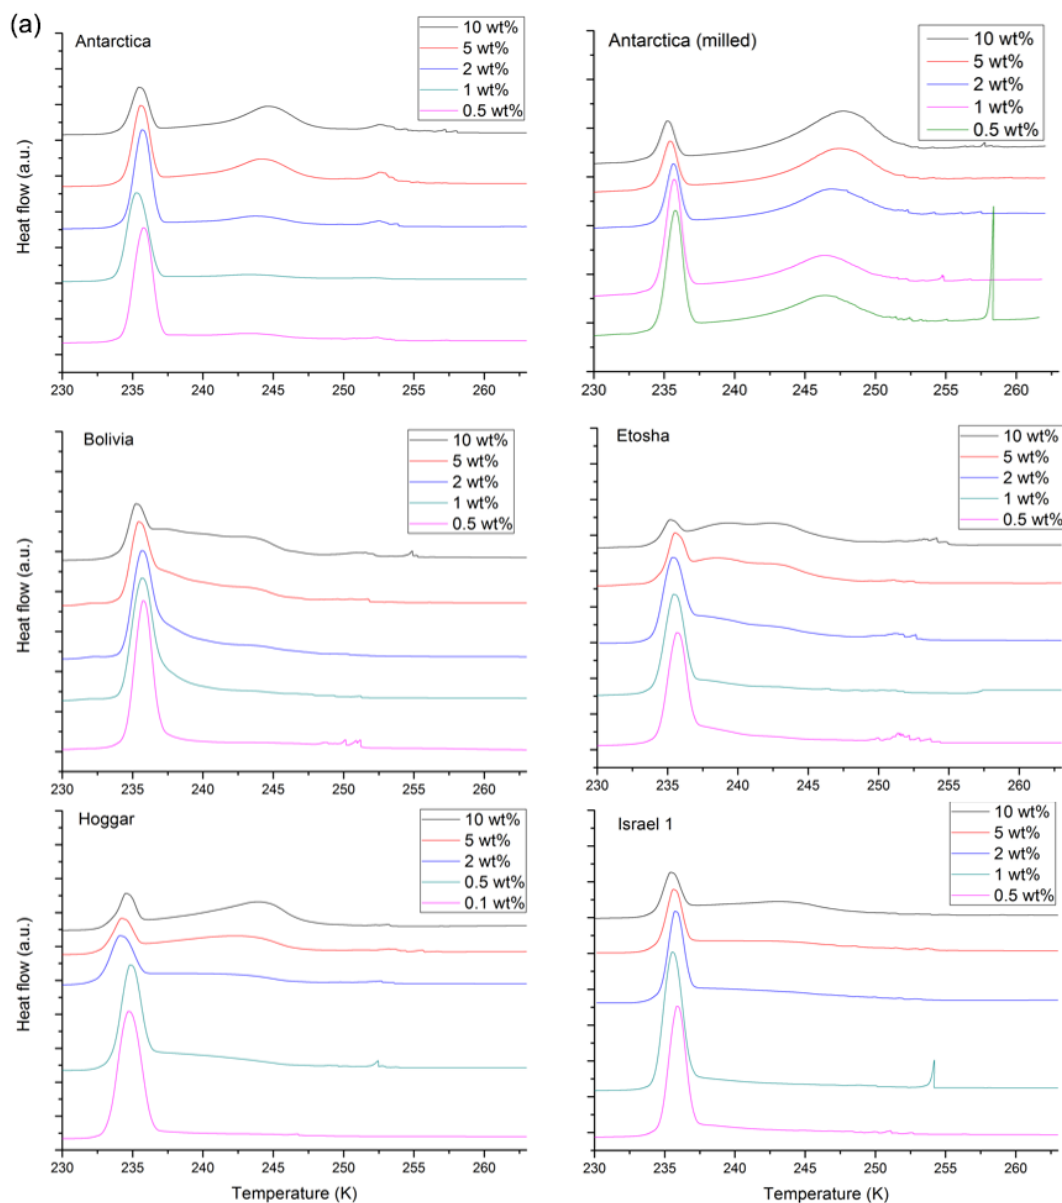 (a)
Antarctica
10 wt%
5 wt%
2 wt%
1 wt%
0.5 wt%
Heat flow (a.u.)
230 235 240 245 250 255 260
Antarctica (milled)
10 wt%
5 wt%
2 wt%
1 wt%
0.5 wt%
230 235 240 245 250 255 260
Bolivia
10 wt%
5 wt%
2 wt%
1 wt%
0.5 wt%
Heat flow (a.u.)
230 235 240 245 250 255 260
Etosha
10 wt%
5 wt%
2 wt%
1 wt%
0.5 wt%
230 235 240 245 250 255 260
Hoggar
10 wt%
5 wt%
2 wt%
0.5 wt%
0.1 wt%
Heat flow (a.u.)
230 235 240 245 250 255 260
Temperature (K)
Israel 1
10 wt%
5 wt%
2 wt%
1 wt%
0.5 wt%
230 235 240 245 250 255 260
Temperature (K)